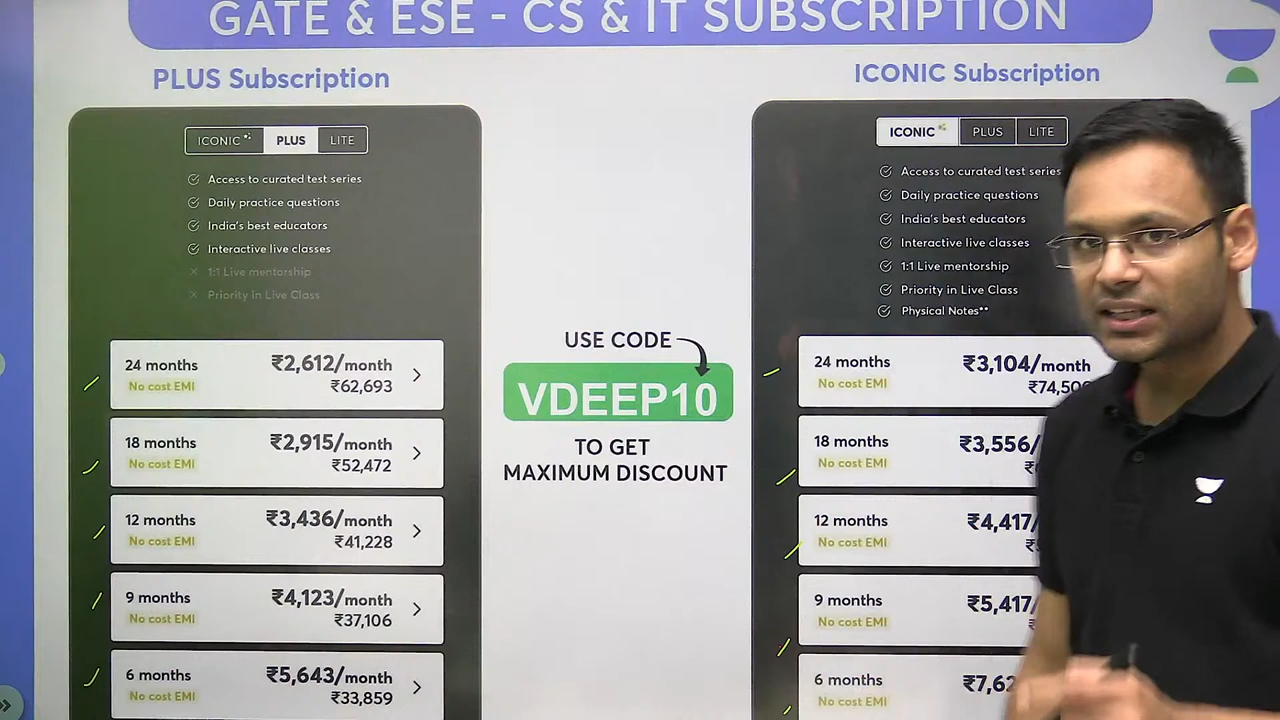 GATE & ESE - CS & IT SUBSCRIPTION
PLUS Subscription
ICONIC PLUS LITE
Access to curated test series
Daily practice questions
India's best educators
Interactive live classes
1:1 Live mentorship
Priority in Live Class
24 months ₹2,612/month
No cost EMI ₹62,693
18 months ₹2,915/month
No cost EMI ₹52,472
12 months ₹3,436/month
No cost EMI ₹41,228
9 months ₹4,123/month
No cost EMI ₹37,106
6 months ₹5,643/month
No cost EMI ₹33,859
USE CODE
VDEEP10
TO GET
MAXIMUM DISCOUNT
ICONIC Subscription
ICONIC PLUS LITE
Access to curated test series
Daily practice questions
India's best educators
Interactive live classes
1:1 Live mentorship
Priority in Live Class
Physical Notes**
24 months ₹3,104/month
No cost EMI
18 months ₹3,556/
No cost EMI
12 months ₹4,417/
No cost EMI
9 months ₹5,417/
No cost EMI
6 months
No cost EMI